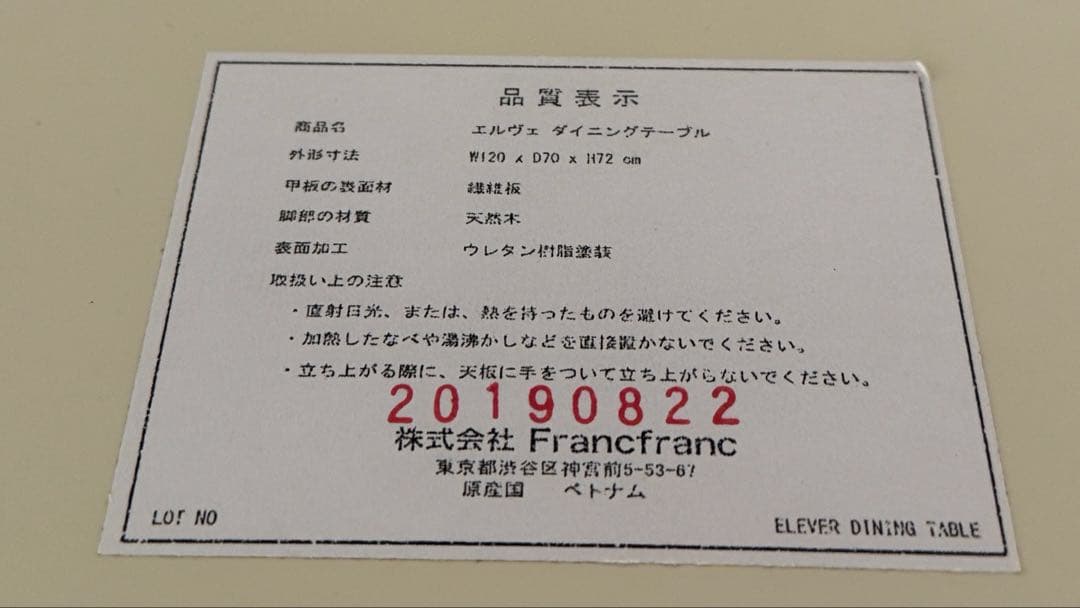 品質表示
商品名 エルヴェ ダイニングテーブル
外形寸法 W120 x D70 x H72 cm
甲板の表面材 繊維板
脚部の材質 天然木
表面加工 ウレタン樹脂塗装
取扱い上の注意
・直射日光、または、熱を持ったものを避けてください。
・加熱したなべや湯沸かしなどを直接置かないでください。
・立ち上がる際に、天板に手をついて立ち上がらないでください。
20190822
株式会社 Francfranc
東京都渋谷区神宮前5-53-67
原産国 ベトナム
LOT NO
ELEVER DINING TABLE